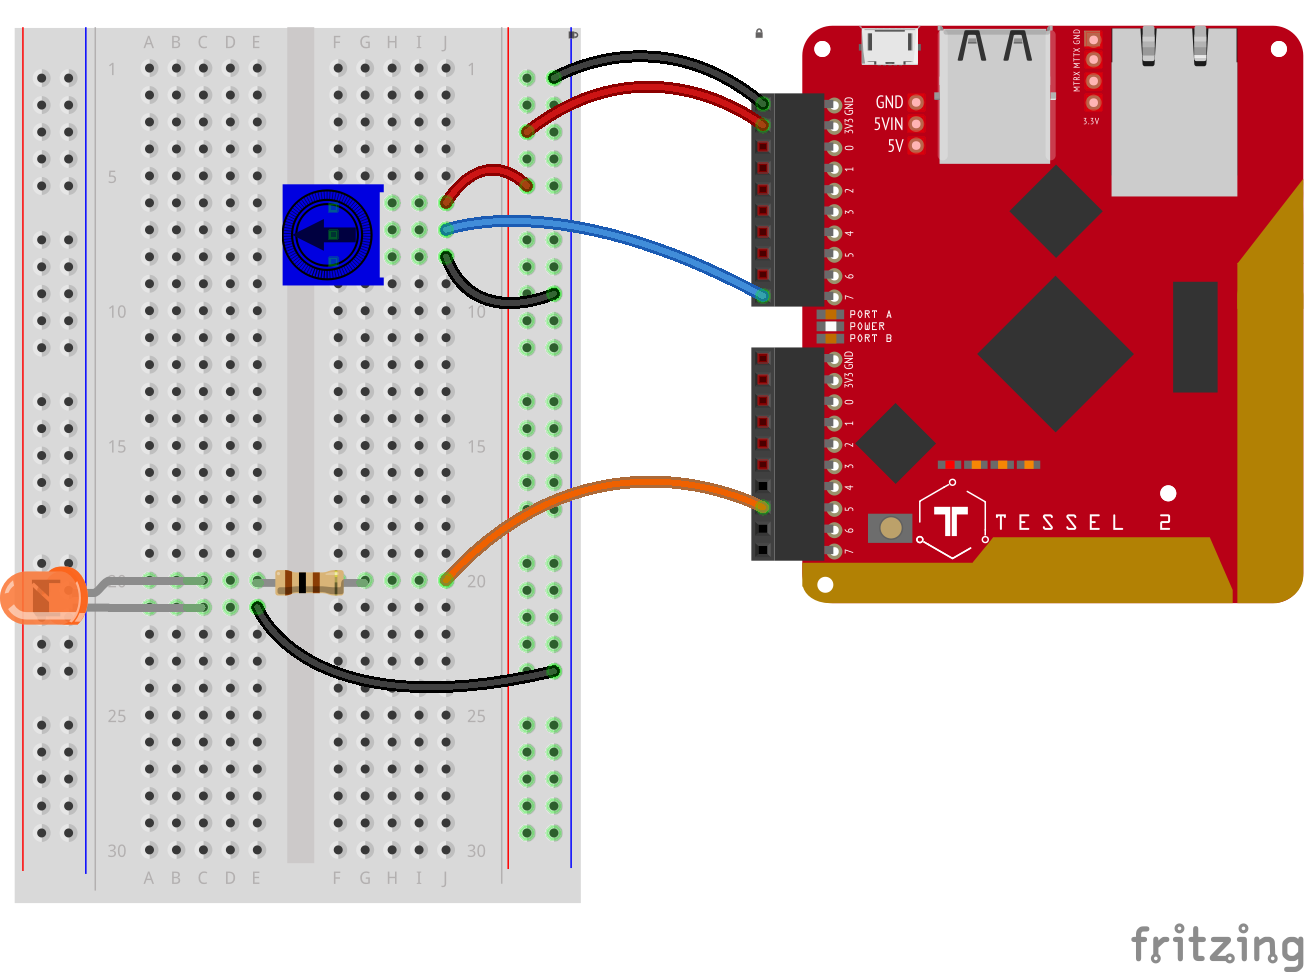 A B C D E F G H I J
1 1
5 5
10 10
15 15
20 20
25 25
30 30
A B C D E F G H I J
GND
3V3
0
1
2
3
4
5
6
7
GND
5VIN
5V
MTRX MTTX GND
3.3V
PORT A
POWER
PORT B
GND
3V3
0
1
2
3
4
5
6
7
TESSEL 2
fritzing